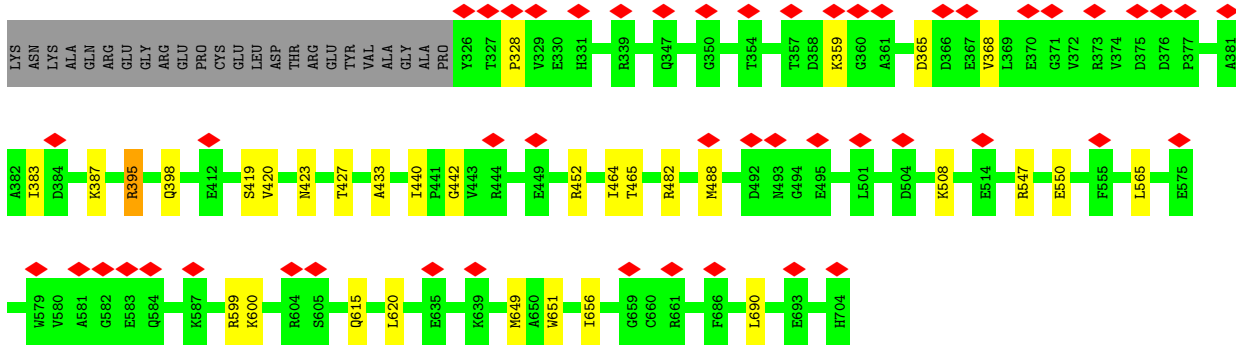 LYS ASN LYS ALA GLN ARG GLU GLY ARG GLU PRO CYS GLU LEU ASP THR ARG GLU TYR VAL ALA GLY ALA PRO Y326 T327 P328 V329 E330 H331 R339 Q347 G350 T354 T357 D358 K359 G360 A361 D365 D366 E367 V368 L369 E370 G371 V372 R373 V374 D375 D376 P377 A381
A382 I383 D384 K387 R395 Q398 E412 S419 V420 N423 T427 A433 I440 P441 G442 V443 R444 E449 R452 I464 T465 R482 M488 D492 N493 G494 E495 L501 D504 K508 E514 R547 E550 F555 L565 E575
W579 V580 A581 G582 E583 Q584 K587 R599 K600 R604 S605 Q615 L620 E635 K639 M649 A650 W651 I656 G659 C660 R661 F686 L690 E693 H704